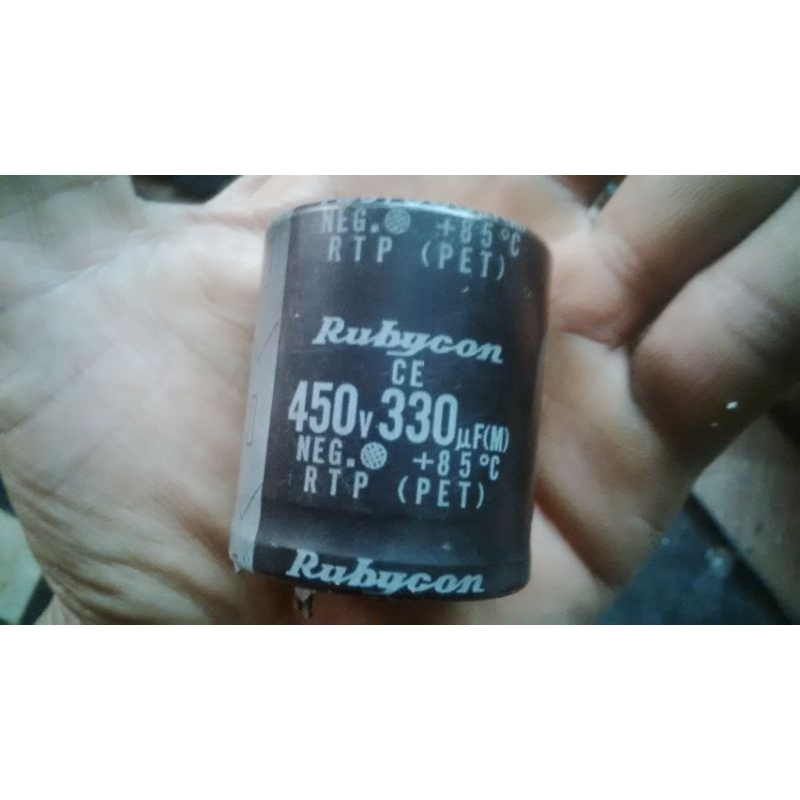 NEG. +85°C
RTP (PET)
Rubycon
CE
450V 330µF(M)
NEG. +85°C
RTP (PET)
Rubycon